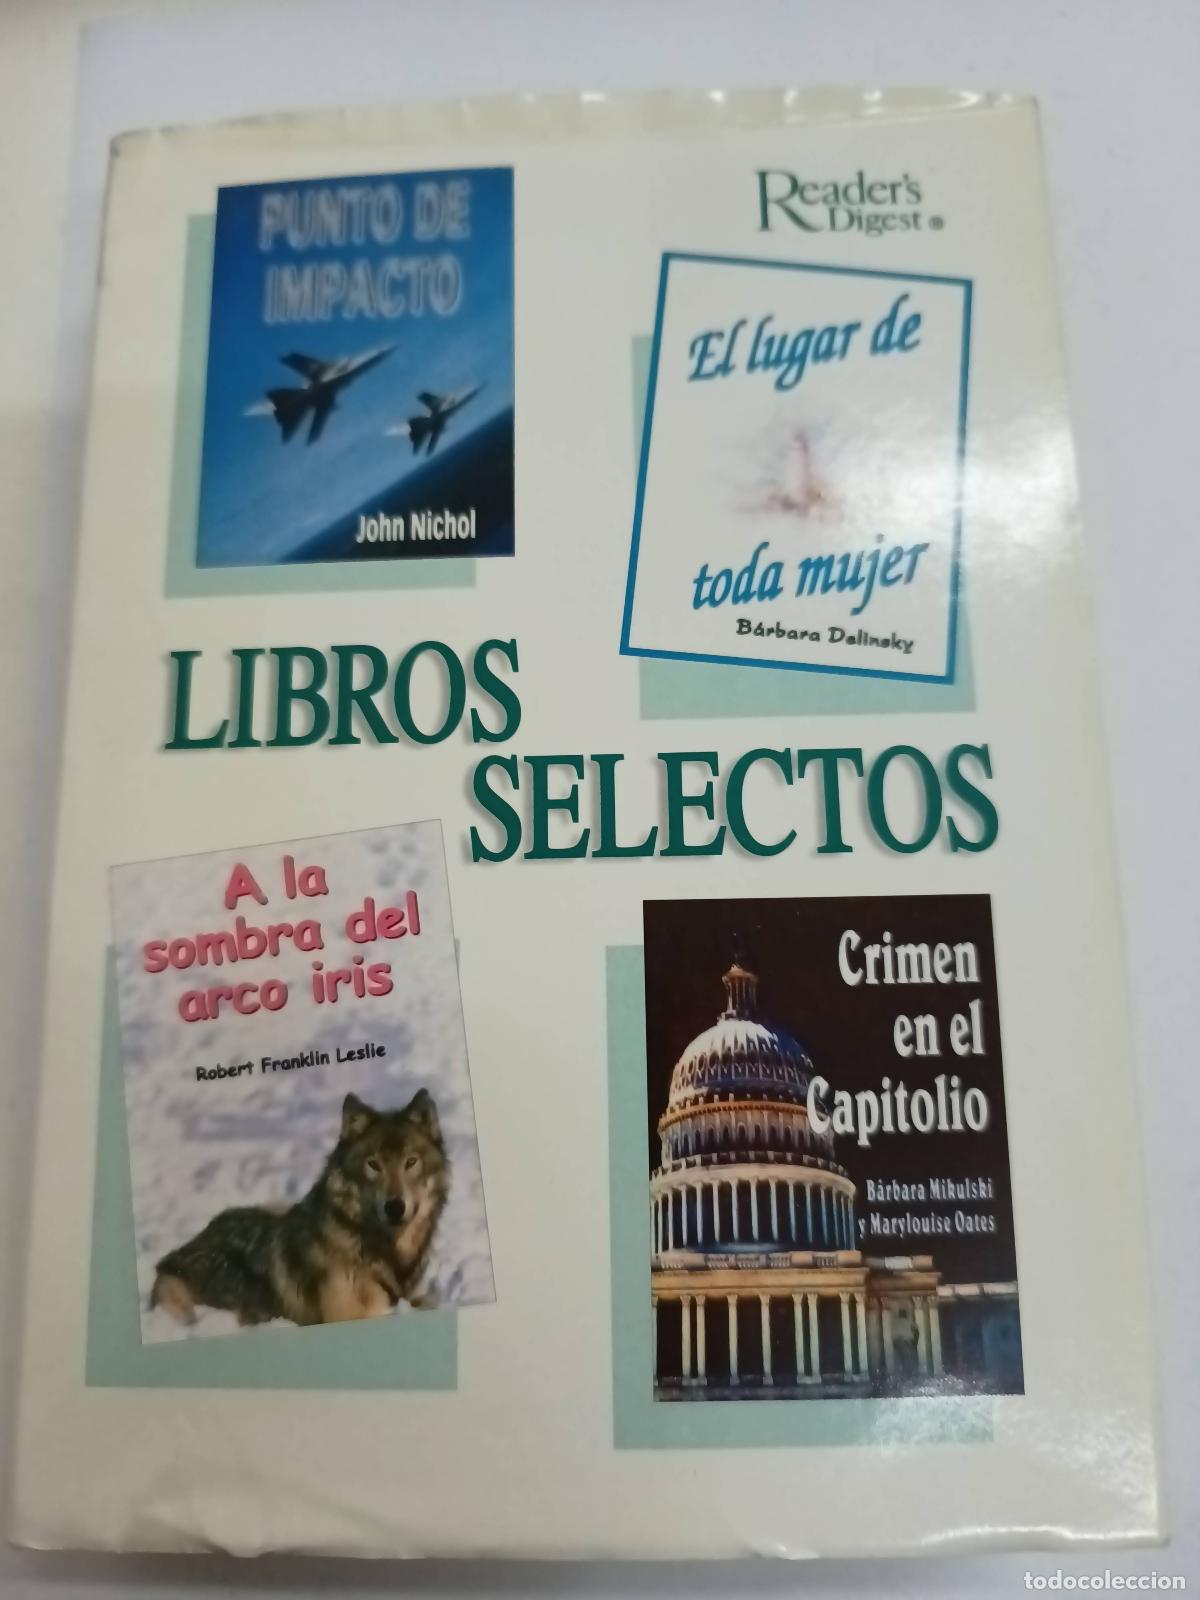 PUNTO DE
IMPACTO
John Nichol
Reader's
Digest
El lugar de
toda mujer
Bárbara Delinsky
LIBROS
SELECTOS
A la
sombra del
arco iris
Robert Franklin Leslie
Crimen
en el
Capitolio
Bárbara Mikulski
y Marylouise Oates
todocoleccion